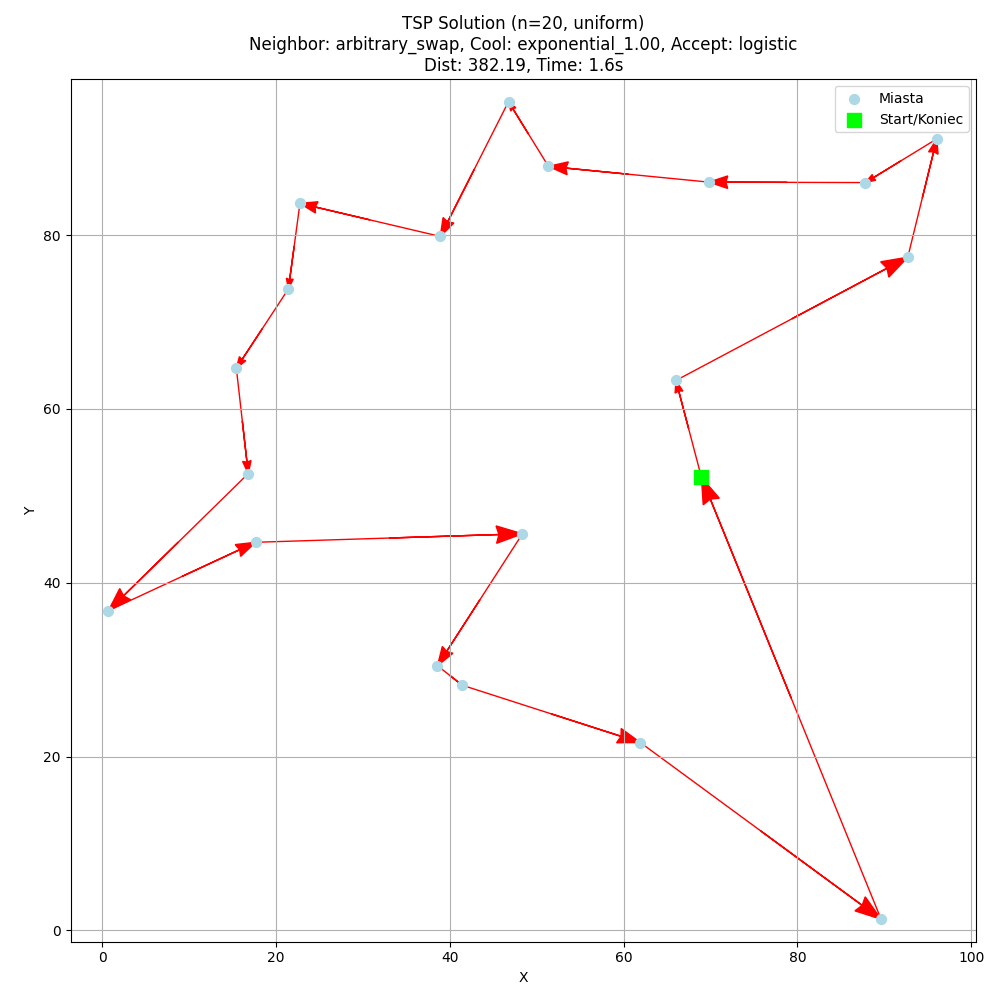 TSP Solution (n=20, uniform)
Neighbor: arbitrary_swap, Cool: exponential_1.00, Accept: logistic
Dist: 382.19, Time: 1.6s
Miasta
Start/Koniec
80
60
40
20
0
Y
0 20 40 60 80 100
X